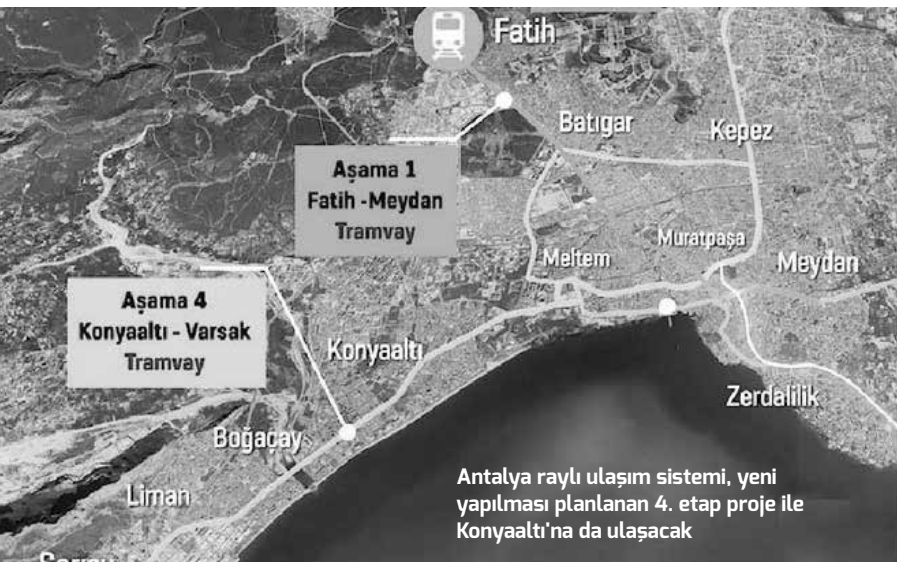 Fatih
Batıgar
Kepez
Aşama 1
Fatih -Meydan
Tramvay
Muratpaşa
Meltem
Meydan
Aşama 4
Konyaaltı - Varsak
Tramvay
Konyaaltı
Zerdalilik
Boğaçay
Liman
Antalya raylı ulaşım sistemi, yeni
yapılması planlanan 4. etap proje ile
Konyaaltı'na da ulaşacak